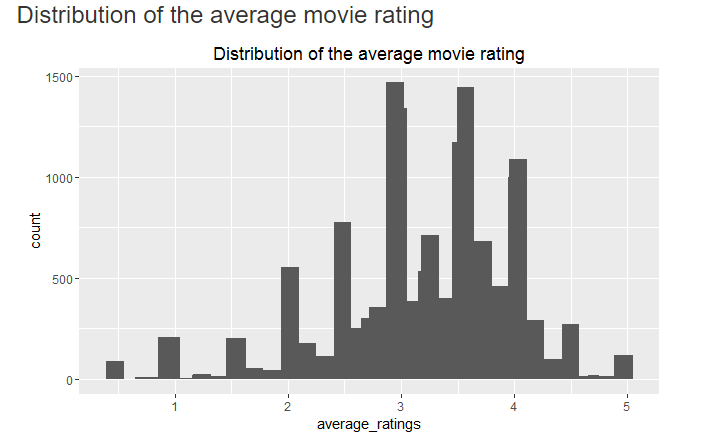 Distribution of the average movie rating
Distribution of the average movie rating
1500
1000
500
0
count
1 2 3 4 5
average_ratings